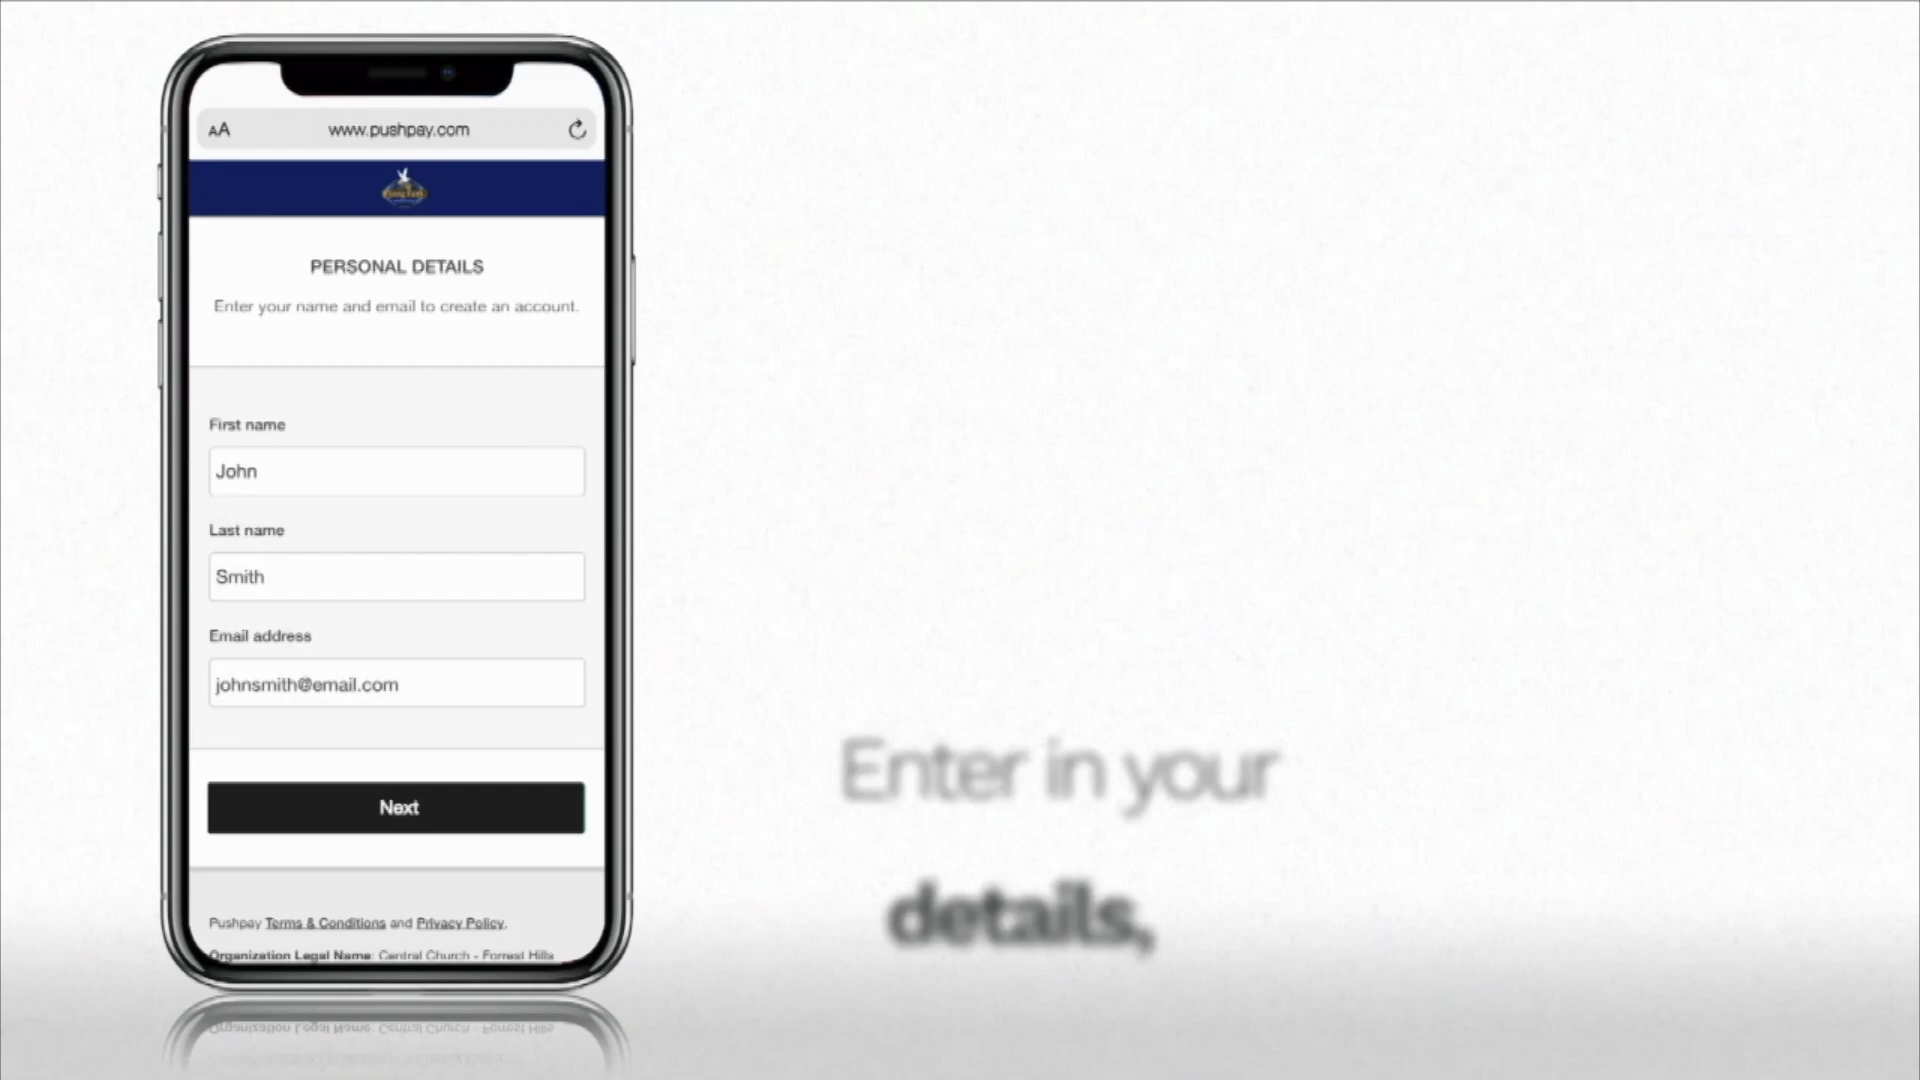 AA www.pushpay.com
PERSONAL DETAILS
Enter your name and email to create an account.
First name
John
Last name
Smith
Email address
johnsmith@email.com
Next
Pushpay Terms & Conditions and Privacy Policy.
Organization Legal Name: Central Church - Forrest Hills
Enter in your
details,